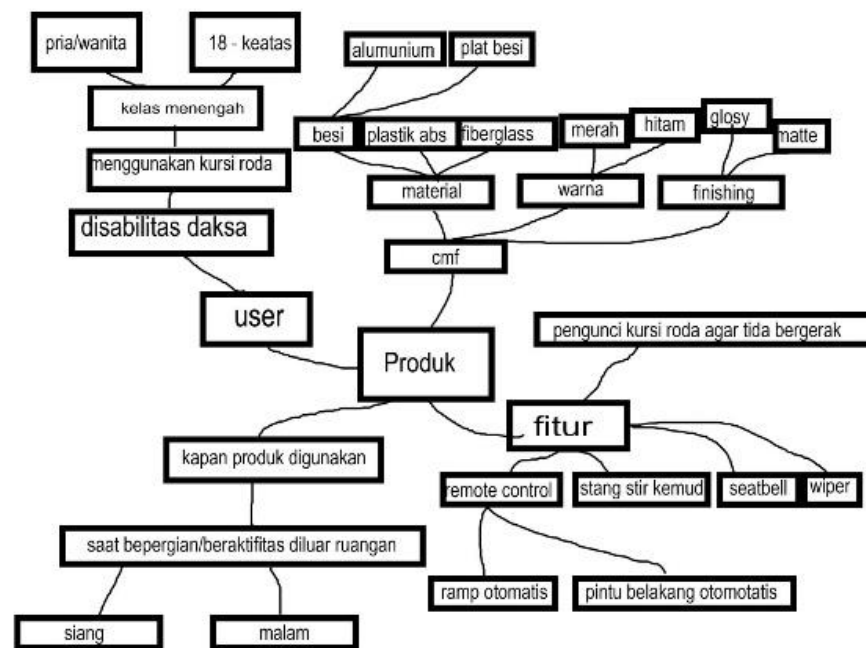 pria/wanita
18 - keatas
alumunium
plat besi
kelas menengah
besi
plastik abs
fiberglass
merah
hitam
glosy
matte
menggunakan kursi roda
material
warna
finishing
disabilitas daksa
cmf
user
pengunci kursi roda agar tida bergerak
Produk
fitur
kapan produk digunakan
remote control
stang stir kemud
seatbell
wiper
saat bepergian/beraktifitas diluar ruangan
ramp otomatis
pintu belakang otomotatis
siang
malam